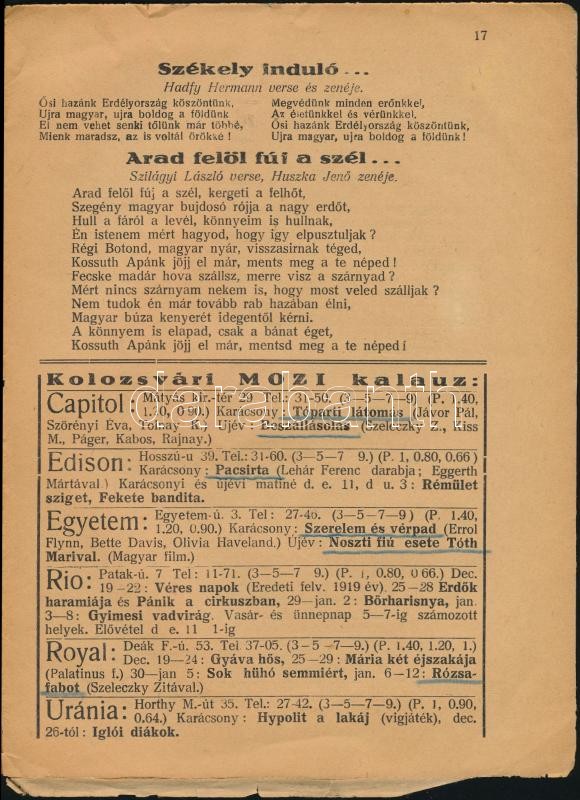 17
Székely induló...
Hadfy Hermann verse és zenéje.
Ősi hazánk Erdélyország köszöntünk,
Ujra magyar, ujra boldog a földünk
El nem vehet senki tőlünk már többé,
Mienk maradsz, az is voltál örökké!
Megvédünk minden erőnkkel,
Az életünkkel és vérünkkel.
Ősi hazánk Erdélyország köszöntünk,
Ujra magyar, ujra boldog a földünk!
Arad felöl fúj a szél...
Szilágyi László verse, Huszka Jenő zenéje.
Arad felöl fúj a szél, kergeti a felhőt,
Szegény magyar bujdosó rójja a nagy erdőt,
Hull a fáról a levél, könnyeim is hullnak,
Én istenem mért hagyod, hogy igy elpusztuljak?
Régi Botond, magyar nyár, visszasirnak téged,
Kossuth Apánk jöjj el már, ments meg a te néped!
Fecske madár hova szállsz, merre visz a szárnyad?
Mért nincs szárnyam nekem is, hogy most veled szálljak?
Nem tudok én már tovább rab hazában élni,
Magyar búza kenyerét idegentől kérni.
A könnyem is elapad, csak a bánat éget,
Kossuth Apánk jöjj el már, mentsd meg a te néped!
Kolozsvári MOZI kalauz:
Capitol Mátyás kir.-tér 29 Tel.: 31-50. (3—5—7—9) (P. 1.40,
1.20, 0.90.) Karácsony: Tóparti látomás (Jávor Pál,
Szörényi Éva, Tolnay K. Újév: Beszállásolás (Szeleczky Z., Kiss
M., Páger, Kabos, Rajnay.)
Edison: Hosszú-u 39. Tel.: 31-60. (3—5—7 9.) (P. 1, 0.80, 0.66)
Karácsony: Pacsirta (Lehár Ferenc darabja; Eggerth
Mártával) Karácsonyi és újévi matiné d. e. 11, d u. 3: Rémület
sziget, Fekete bandita.
Egyetem: Egyetem-ú. 3. Tel: 27-40. (3—5—7—9) (P. 1.40,
1.20, 0.90.) Karácsony: Szerelem és vérpad (Errol
Flynn, Bette Davis, Olivia Haveland.) Újév: Noszti fiú esete Tóth
Marival. (Magyar film.)
Rio: Patak-ú. 7 Tel: 11-71. (3—5—7 9.) (P. 1, 0.80, 0 66.) Dec.
19—22: Véres napok (Eredeti felv. 1919 év). 25—28 Erdők
haramiája és Pánik a cirkuszban, 29—jan. 2: Bőrharisnya, jan.
3—8: Gyimesi vadvirág. Vasár- és ünnepnap 5—7-ig számozott
helyek. Elővétel d e. 11 1-ig
Royal: Deák F.-ú. 53. Tel. 37-05. (3—5—7—9.) (P. 1.40, 1.20, 1.)
Dec. 19—24: Gyáva hős, 25—29: Mária két éjszakája
(Palatinus f.) 30—jan 5: Sok hűhó semmiért, jan. 6—12: Rózsa-
fabot (Szeleczky Zitával.)
Uránia: Horthy M.-út 35. Tel.: 27-42. (3—5—7—9.) (P. 1, 0.90,
0.64.) Karácsony: Hypolit a lakáj (vigjáték), dec.
26-tól: Iglói diákok.
darabanth